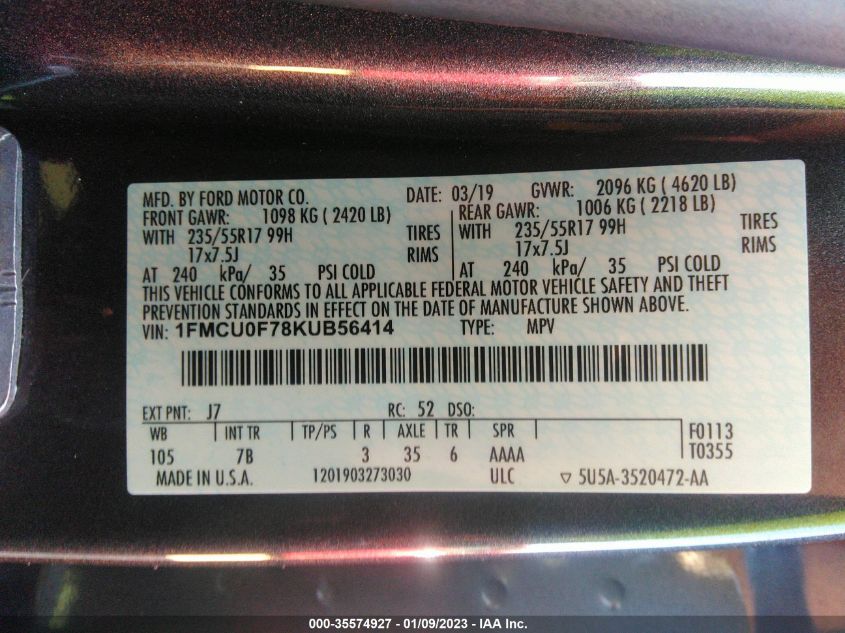 MFD. BY FORD MOTOR CO. DATE: 03/19 GVWR: 2096 KG ( 4620 LB)
FRONT GAWR: 1098 KG ( 2420 LB) REAR GAWR: 1006 KG ( 2218 LB)
WITH 235/55R17 99H TIRES WITH 235/55R17 99H TIRES
17x7.5J RIMS 17x7.5J RIMS
AT 240 kPa/ 35 PSI COLD AT 240 kPa/ 35 PSI COLD
THIS VEHICLE CONFORMS TO ALL APPLICABLE FEDERAL MOTOR VEHICLE SAFETY AND THEFT
PREVENTION STANDARDS IN EFFECT ON THE DATE OF MANUFACTURE SHOWN ABOVE.
VIN: 1FMCU0F78KUB56414 TYPE: MPV
EXT PNT: J7 RC: 52 DSO:
WB INT TR TP/PS R AXLE TR SPR F0113
105 7B 3 35 6 AAAA T0355
MADE IN U.S.A. 1201903273030 ULC ▽ 5U5A-3520472-AA
000-35574927 - 01/09/2023 - IAA Inc.